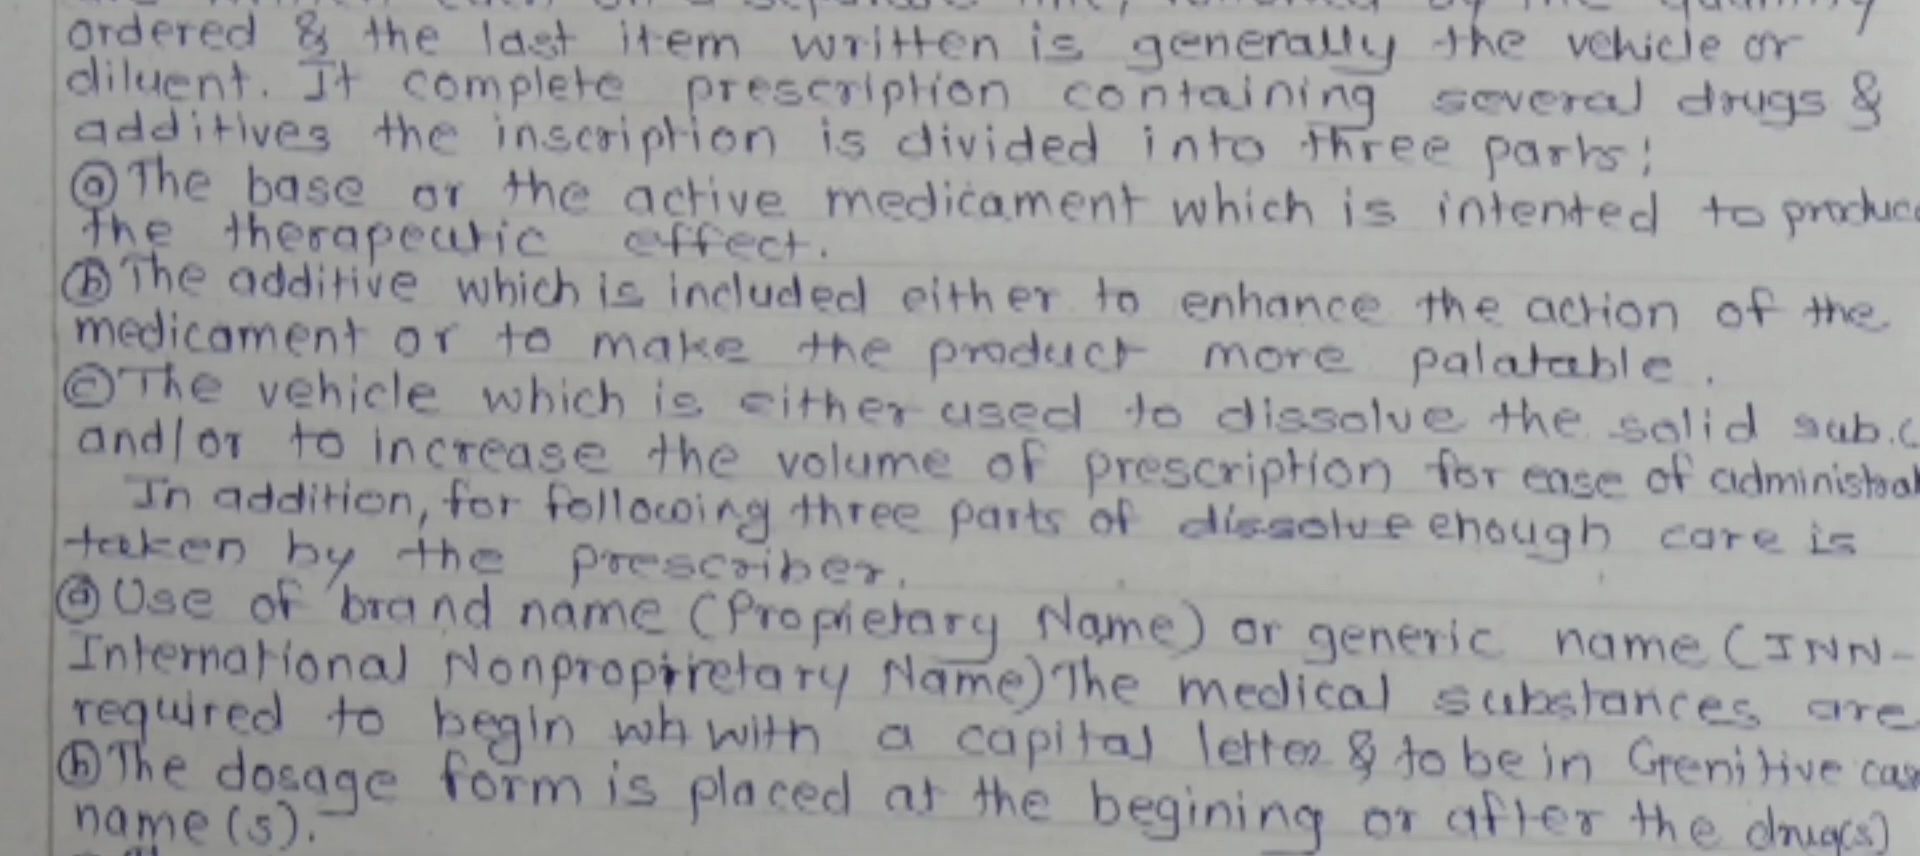 ordered & the last item written is generally the vehicle or
diluent. It complete prescription containing several drugs &
additives the inscription is divided into three parts;
ⓐ The base or the active medicament which is intented to produc
the therapeutic effect.
ⓑ The additive which is included either to enhance the action of the
medicament or to make the product more palatable.
ⓒ The vehicle which is either used to dissolve the solid sub.
and/or to increase the volume of prescription for ease of administrat
In addition, for following three parts of dissolve enough care is
taken by the prescriber.
ⓐ Use of brand name (Proprietary Name) or generic name (INN-
International Nonpropriretary Name) The medical substances are
required to begin wh with a capital letter & to be in Genitive cas
ⓑ The dosage form is placed at the begining or after the drug(s)
name(s).